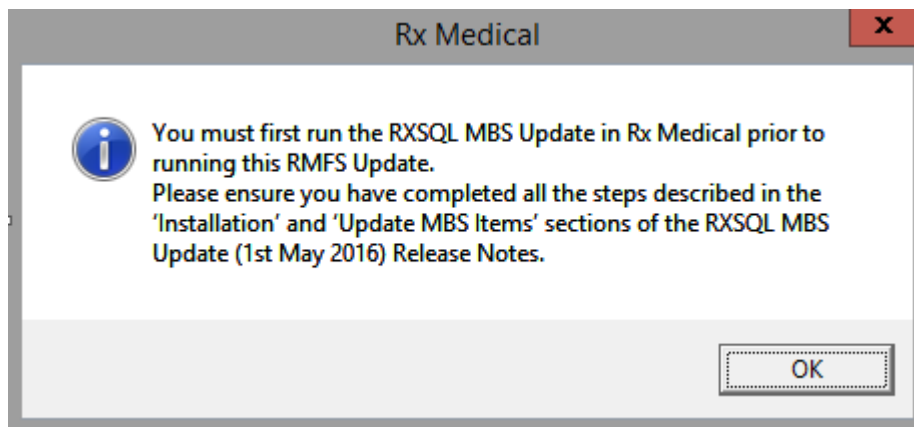 Rx Medical
x
You must first run the RXSQL MBS Update in Rx Medical prior to
running this RMFS Update.
Please ensure you have completed all the steps described in the
‘Installation’ and ‘Update MBS Items’ sections of the RXSQL MBS
Update (1st May 2016) Release Notes.
OK